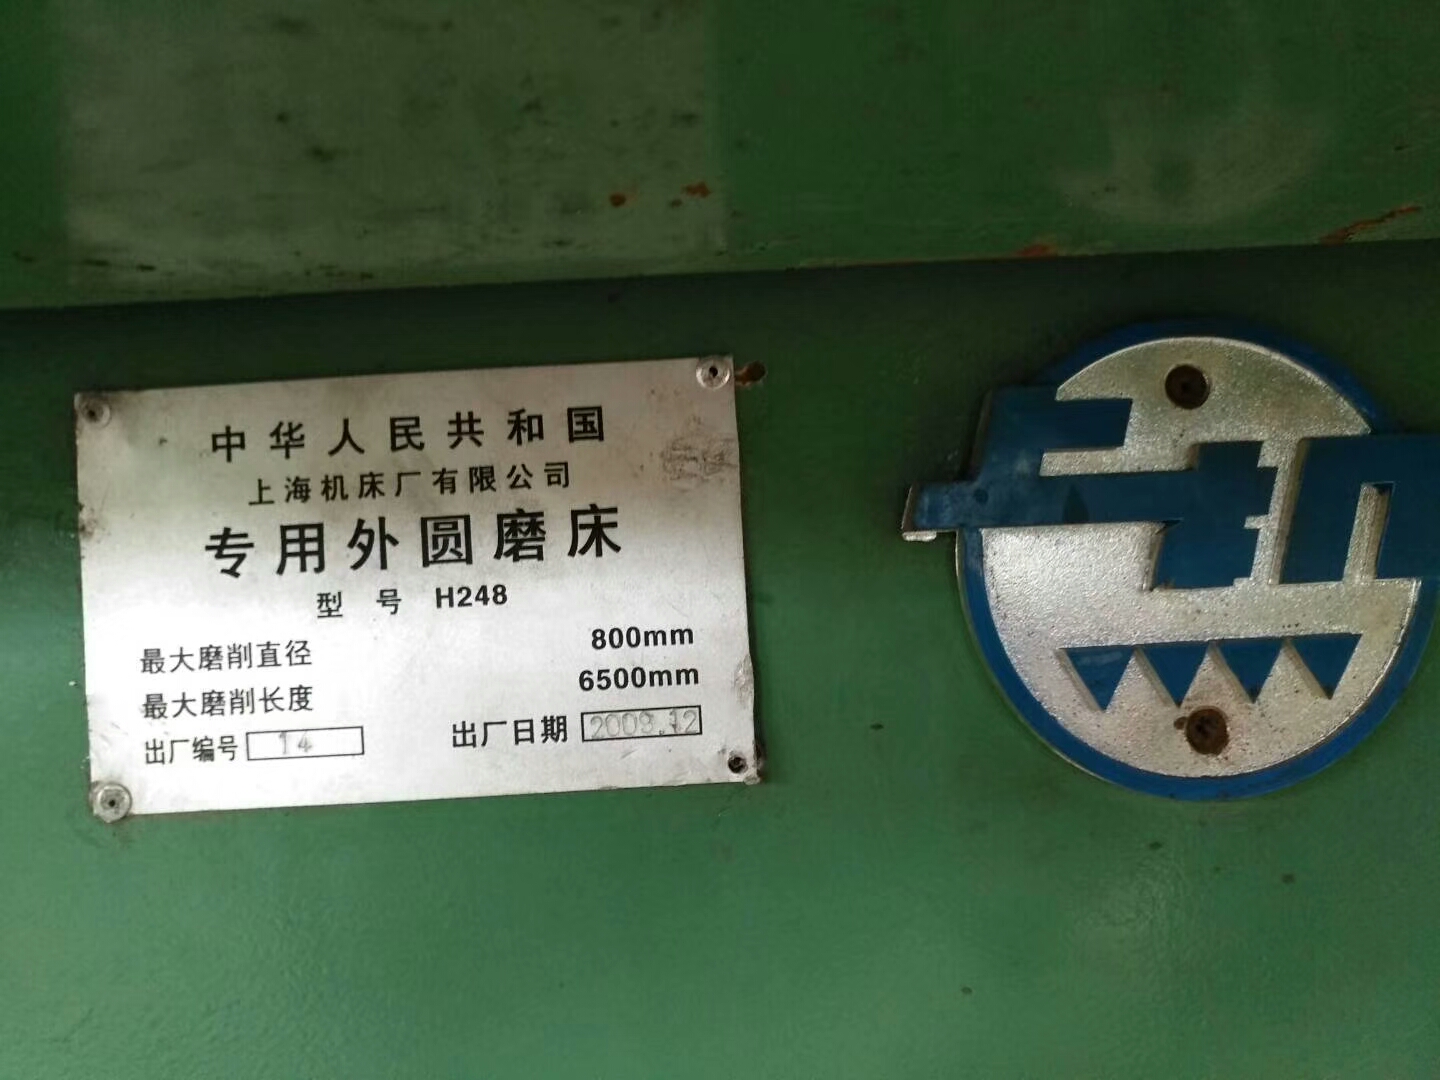 中华人民共和国
上海机床厂有限公司
专用外圆磨床
型号 H248
最大磨削直径 800mm
最大磨削长度 6500mm
出厂编号 14 出厂日期 2009.12